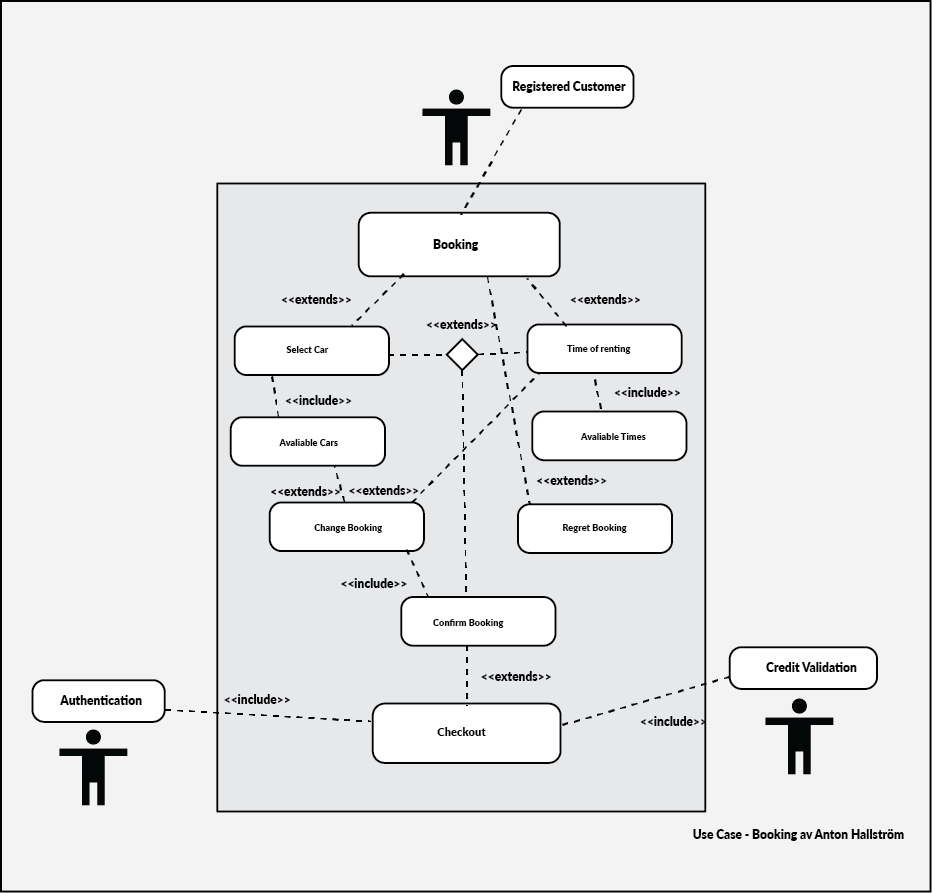 Registered Customer
Booking
<<extends>>
<<extends>>
<<extends>>
Select Car
Time of renting
<<include>>
<<include>>
Avaliable Cars
Avaliable Times
<<extends>>
<<extends>>
<<extends>>
Change Booking
Regret Booking
<<include>>
Confirm Booking
<<extends>>
Credit Validation
Authentication
<<include>>
<<include>>
Checkout
Use Case - Booking av Anton Hallström